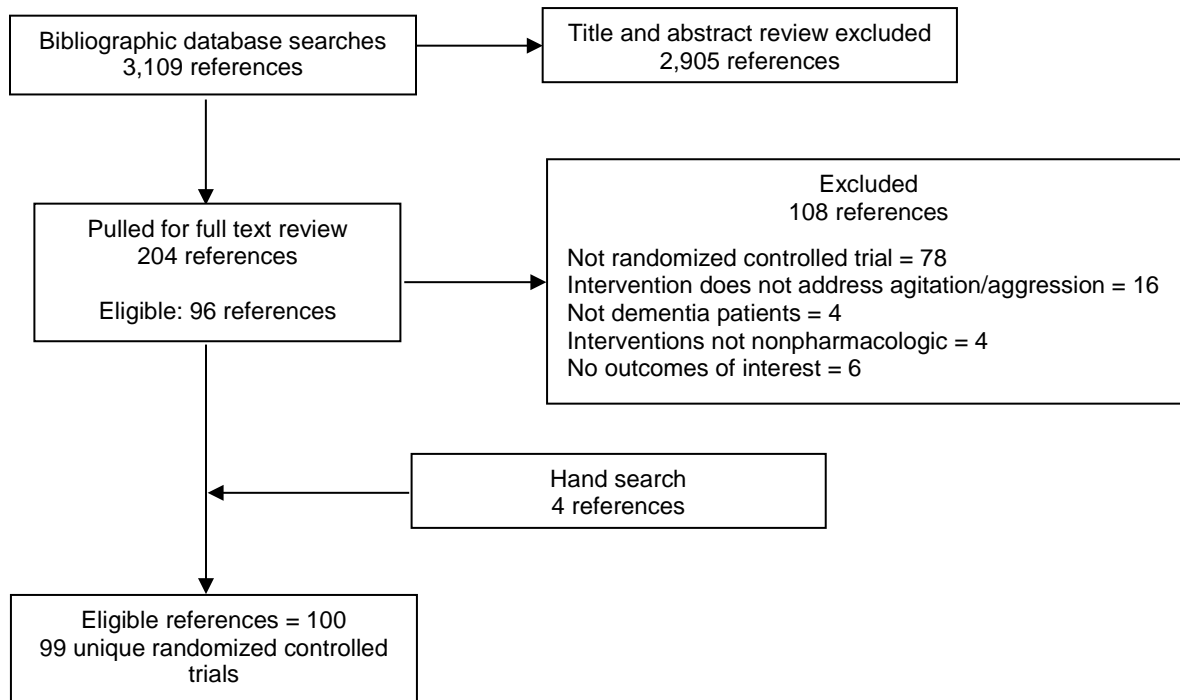 Bibliographic database searches
3,109 references
Title and abstract review excluded
2,905 references
Pulled for full text review
204 references
Eligible: 96 references
Excluded
108 references
Not randomized controlled trial = 78
Intervention does not address agitation/aggression = 16
Not dementia patients = 4
Interventions not nonpharmacologic = 4
No outcomes of interest = 6
Hand search
4 references
Eligible references = 100
99 unique randomized controlled
trials